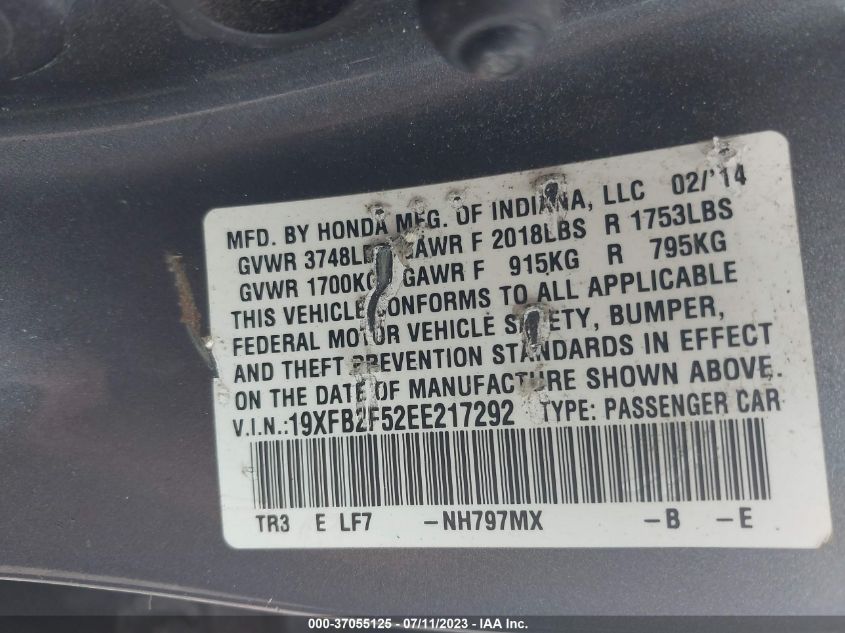 MFD. BY HONDA MFG. OF INDIANA, LLC 02/'14
GVWR 3748LBS GAWR F 2018LBS R 1753LBS
GVWR 1700KG GAWR F 915KG R 795KG
THIS VEHICLE CONFORMS TO ALL APPLICABLE
FEDERAL MOTOR VEHICLE SAFETY, BUMPER,
AND THEFT PREVENTION STANDARDS IN EFFECT
ON THE DATE OF MANUFACTURE SHOWN ABOVE.
V.I.N.:19XFB2F52EE217292 TYPE: PASSENGER CAR
TR3 E LF7 -NH797MX -B -E
000-37055125 - 07/11/2023 - IAA Inc.